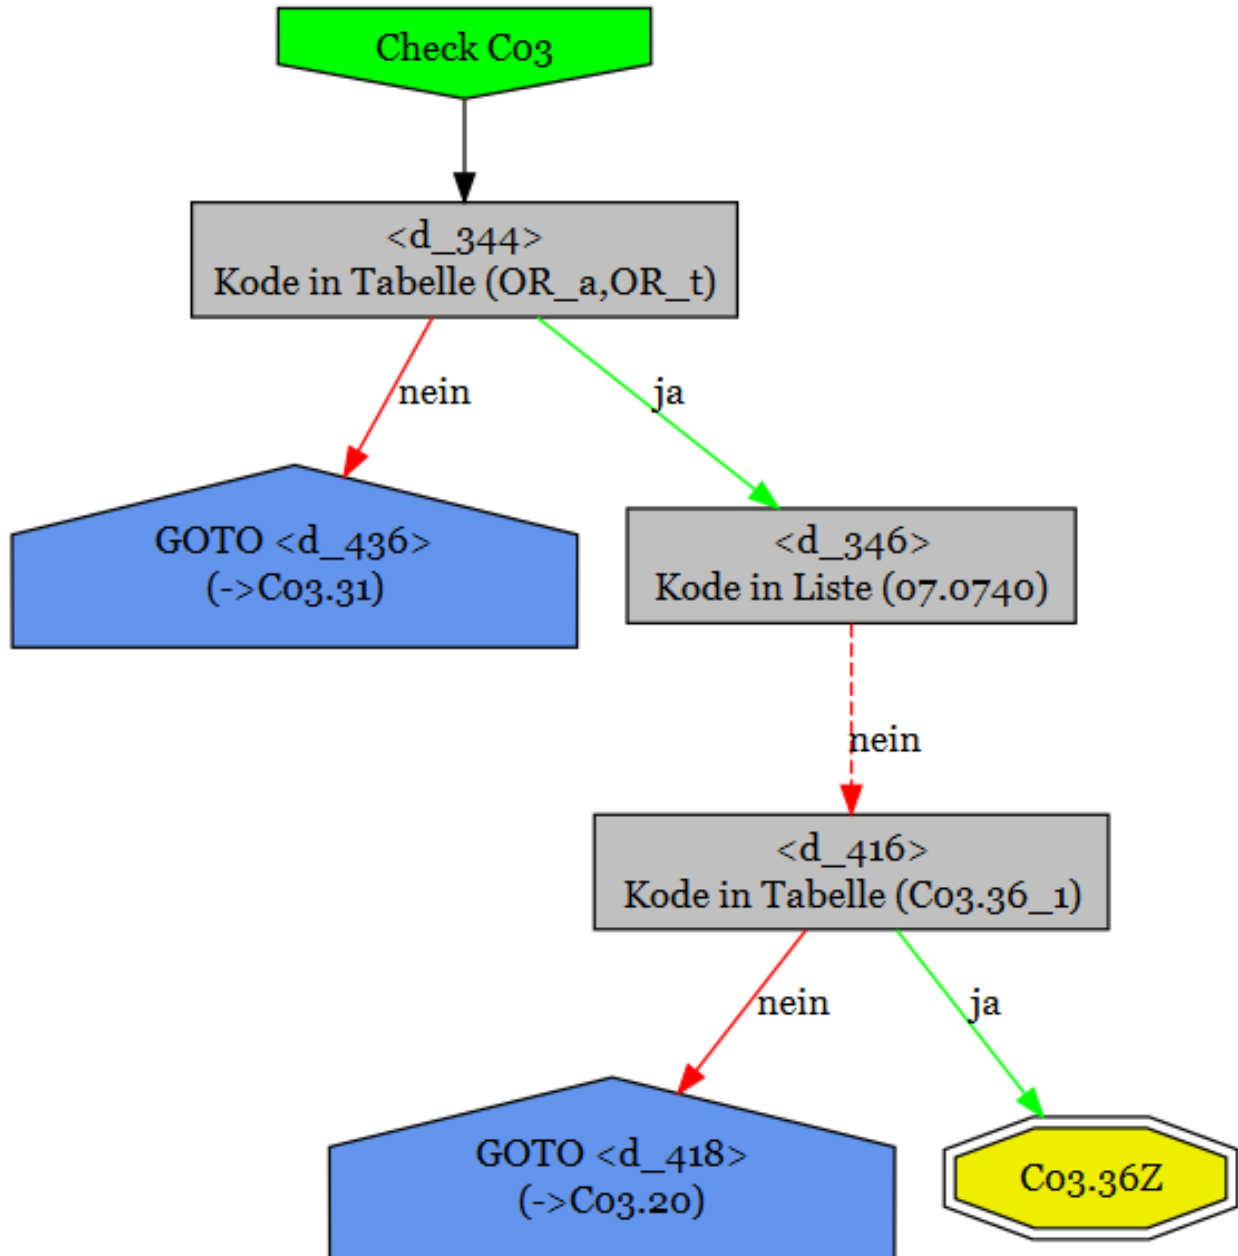 Check C03
<d_344>
Kode in Tabelle (OR_a,OR_t)
nein
ja
GOTO <d_436>
(->C03.31)
<d_346>
Kode in Liste (07.0740)
nein
<d_416>
Kode in Tabelle (C03.36_1)
nein
ja
GOTO <d_418>
(->C03.20)
C03.36Z